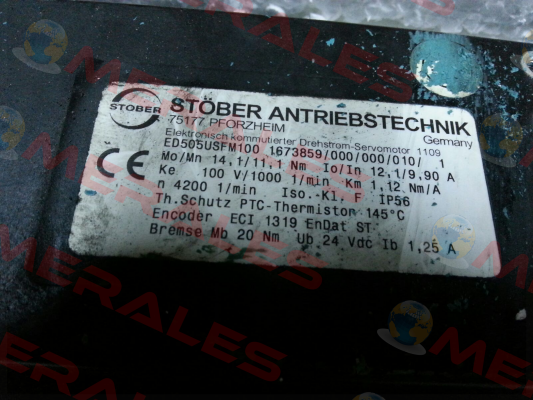 STOBER
STÖBER ANTRIEBSTECHNIK
75177 PFORZHEIM Germany
Elektronisch kommutierter Drehstrom-Servomotor 1109
ED505USFM100 1673859/000/000/010/ 1
Mo/Mn 14,1/11,1 Nm Io/In 12,1/9,90 A
Ke 100 V/1000 1/min Km 1,12 Nm/A
n 4200 1/min Iso.-Kl. F IP56
Th.Schutz PTC-Thermiston 145°C
Encoder ECI 1319 EnDat ST
Bremse Mb 20 Nm Ub 24 Vdc Ib 1,25 A
CE
MERALES
MERALES
MERALES
MERALES
MERALES